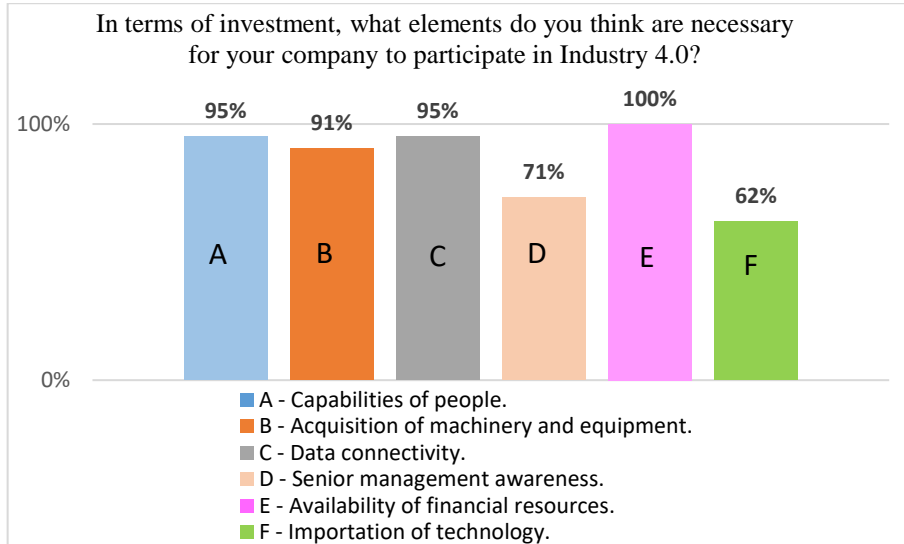 In terms of investment, what elements do you think are necessary
for your company to participate in Industry 4.0?
100%
95%
91%
95%
71%
100%
62%
A
B
C
D
E
F
0%
A - Capabilities of people.
B - Acquisition of machinery and equipment.
C - Data connectivity.
D - Senior management awareness.
E - Availability of financial resources.
F - Importation of technology.